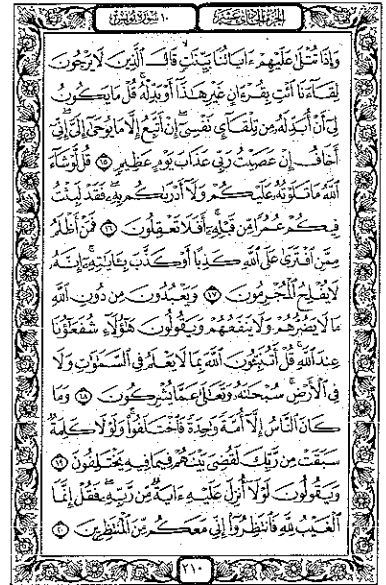 الجزء الحادي عشر
١٠ سورة يونس
وَإِذَا تُتْلَىٰ عَلَيْهِمْ ءَايَاتُنَا بَيِّنَٰتٍ قَالَ ٱلَّذِينَ لَا يَرْجُونَ
لِقَآءَنَا ٱئْتِ بِقُرْءَانٍ غَيْرِ هَٰذَآ أَوْ بَدِّلْهُ قُلْ مَا يَكُونُ
لِىٓ أَنْ أُبَدِّلَهُۥ مِن تِلْقَآئِ نَفْسِىٓ إِنْ أَتَّبِعُ إِلَّا مَا يُوحَىٰٓ إِلَىَّ إِنِّىٓ
أَخَافُ إِنْ عَصَيْتُ رَبِّى عَذَابَ يَوْمٍ عَظِيمٍ ١٥ قُل لَّوْ شَآءَ
ٱللَّهُ مَا تَلَوْتُهُۥ عَلَيْكُمْ وَلَآ أَدْرَىٰكُم بِهِۦ فَقَدْ لَبِثْتُ
فِيكُمْ عُمُرًا مِّن قَبْلِهِۦٓ أَفَلَا تَعْقِلُونَ ١٦ فَمَنْ أَظْلَمُ
مِمَّنِ ٱفْتَرَىٰ عَلَى ٱللَّهِ كَذِبًا أَوْ كَذَّبَ بِـَٔايَٰتِهِۦٓ إِنَّهُۥ
لَا يُفْلِحُ ٱلْمُجْرِمُونَ ١٧ وَيَعْبُدُونَ مِن دُونِ ٱللَّهِ
مَا لَا يَضُرُّهُمْ وَلَا يَنفَعُهُمْ وَيَقُولُونَ هَٰٓؤُلَآءِ شُفَعَٰٓؤُنَا
عِندَ ٱللَّهِ قُلْ أَتُنَبِّـُٔونَ ٱللَّهَ بِمَا لَا يَعْلَمُ فِى ٱلسَّمَٰوَٰتِ وَلَا
فِى ٱلْأَرْضِ سُبْحَٰنَهُۥ وَتَعَٰلَىٰ عَمَّا يُشْرِكُونَ ١٨ وَمَا
كَانَ ٱلنَّاسُ إِلَّآ أُمَّةً وَٰحِدَةً فَٱخْتَلَفُوا۟ وَلَوْلَا كَلِمَةٌ
سَبَقَتْ مِن رَّبِّكَ لَقُضِىَ بَيْنَهُمْ فِيمَا فِيهِ يَخْتَلِفُونَ ١٩
وَيَقُولُونَ لَوْلَآ أُنزِلَ عَلَيْهِ ءَايَةٌ مِّن رَّبِّهِۦ فَقُلْ إِنَّمَا
ٱلْغَيْبُ لِلَّهِ فَٱنتَظِرُوٓا۟ إِنِّى مَعَكُم مِّنَ ٱلْمُنتَظِرِينَ ٢٠
٢١٠